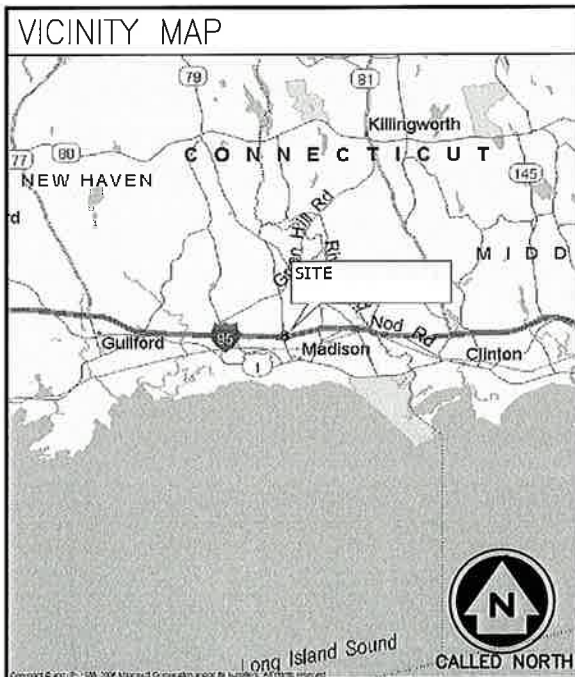 VICINITY MAP
79
81
Killingworth
77
80
CONNECTICUT
NEW HAVEN
145
rd
Hill Rd
MIDD
SITE
95
Nod Rd
Guilford
Madison
Clinton
1
N
Long Island Sound
CALLED NORTH